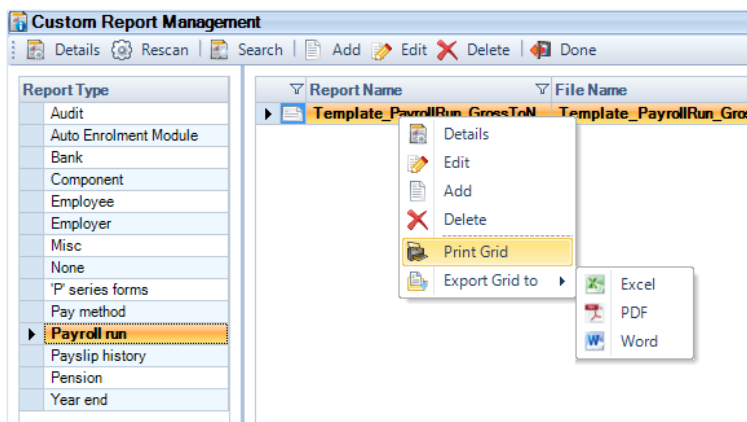 Custom Report Management
Details Rescan Search Add Edit Delete Done
Report Type
Audit
Auto Enrolment Module
Bank
Component
Employee
Employer
Misc
None
'P' series forms
Pay method
Payroll run
Payslip history
Pension
Year end
Report Name File Name
Template_PayrollRun_GrossToN Template_PayrollRun_Gros
Details
Edit
Add
Delete
Print Grid
Export Grid to
Excel
PDF
Word